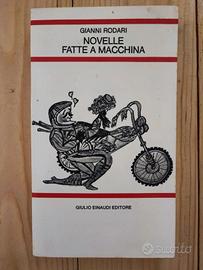 GIANNI RODARI
NOVELLE
FATTE A MACCHINA
GIULIO EINAUDI EDITORE
subito